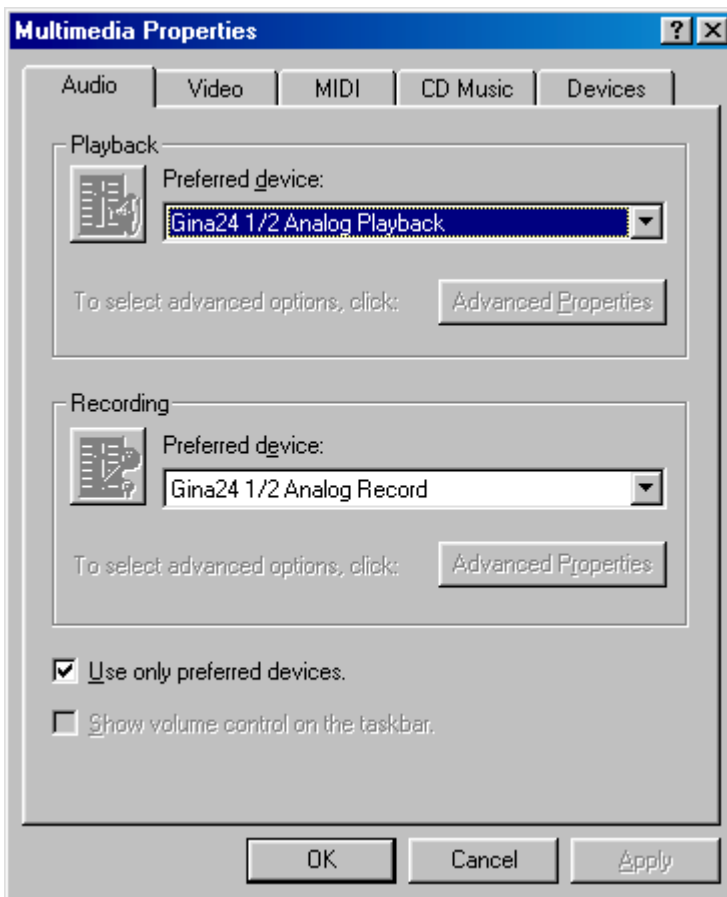 Multimedia Properties
Audio Video MIDI CD Music Devices
Playback
Preferred device:
Gina24 1/2 Analog Playback
To select advanced options, click: Advanced Properties
Recording
Preferred device:
Gina24 1/2 Analog Record
To select advanced options, click: Advanced Properties
Use only preferred devices.
Show volume control on the taskbar.
OK Cancel Apply